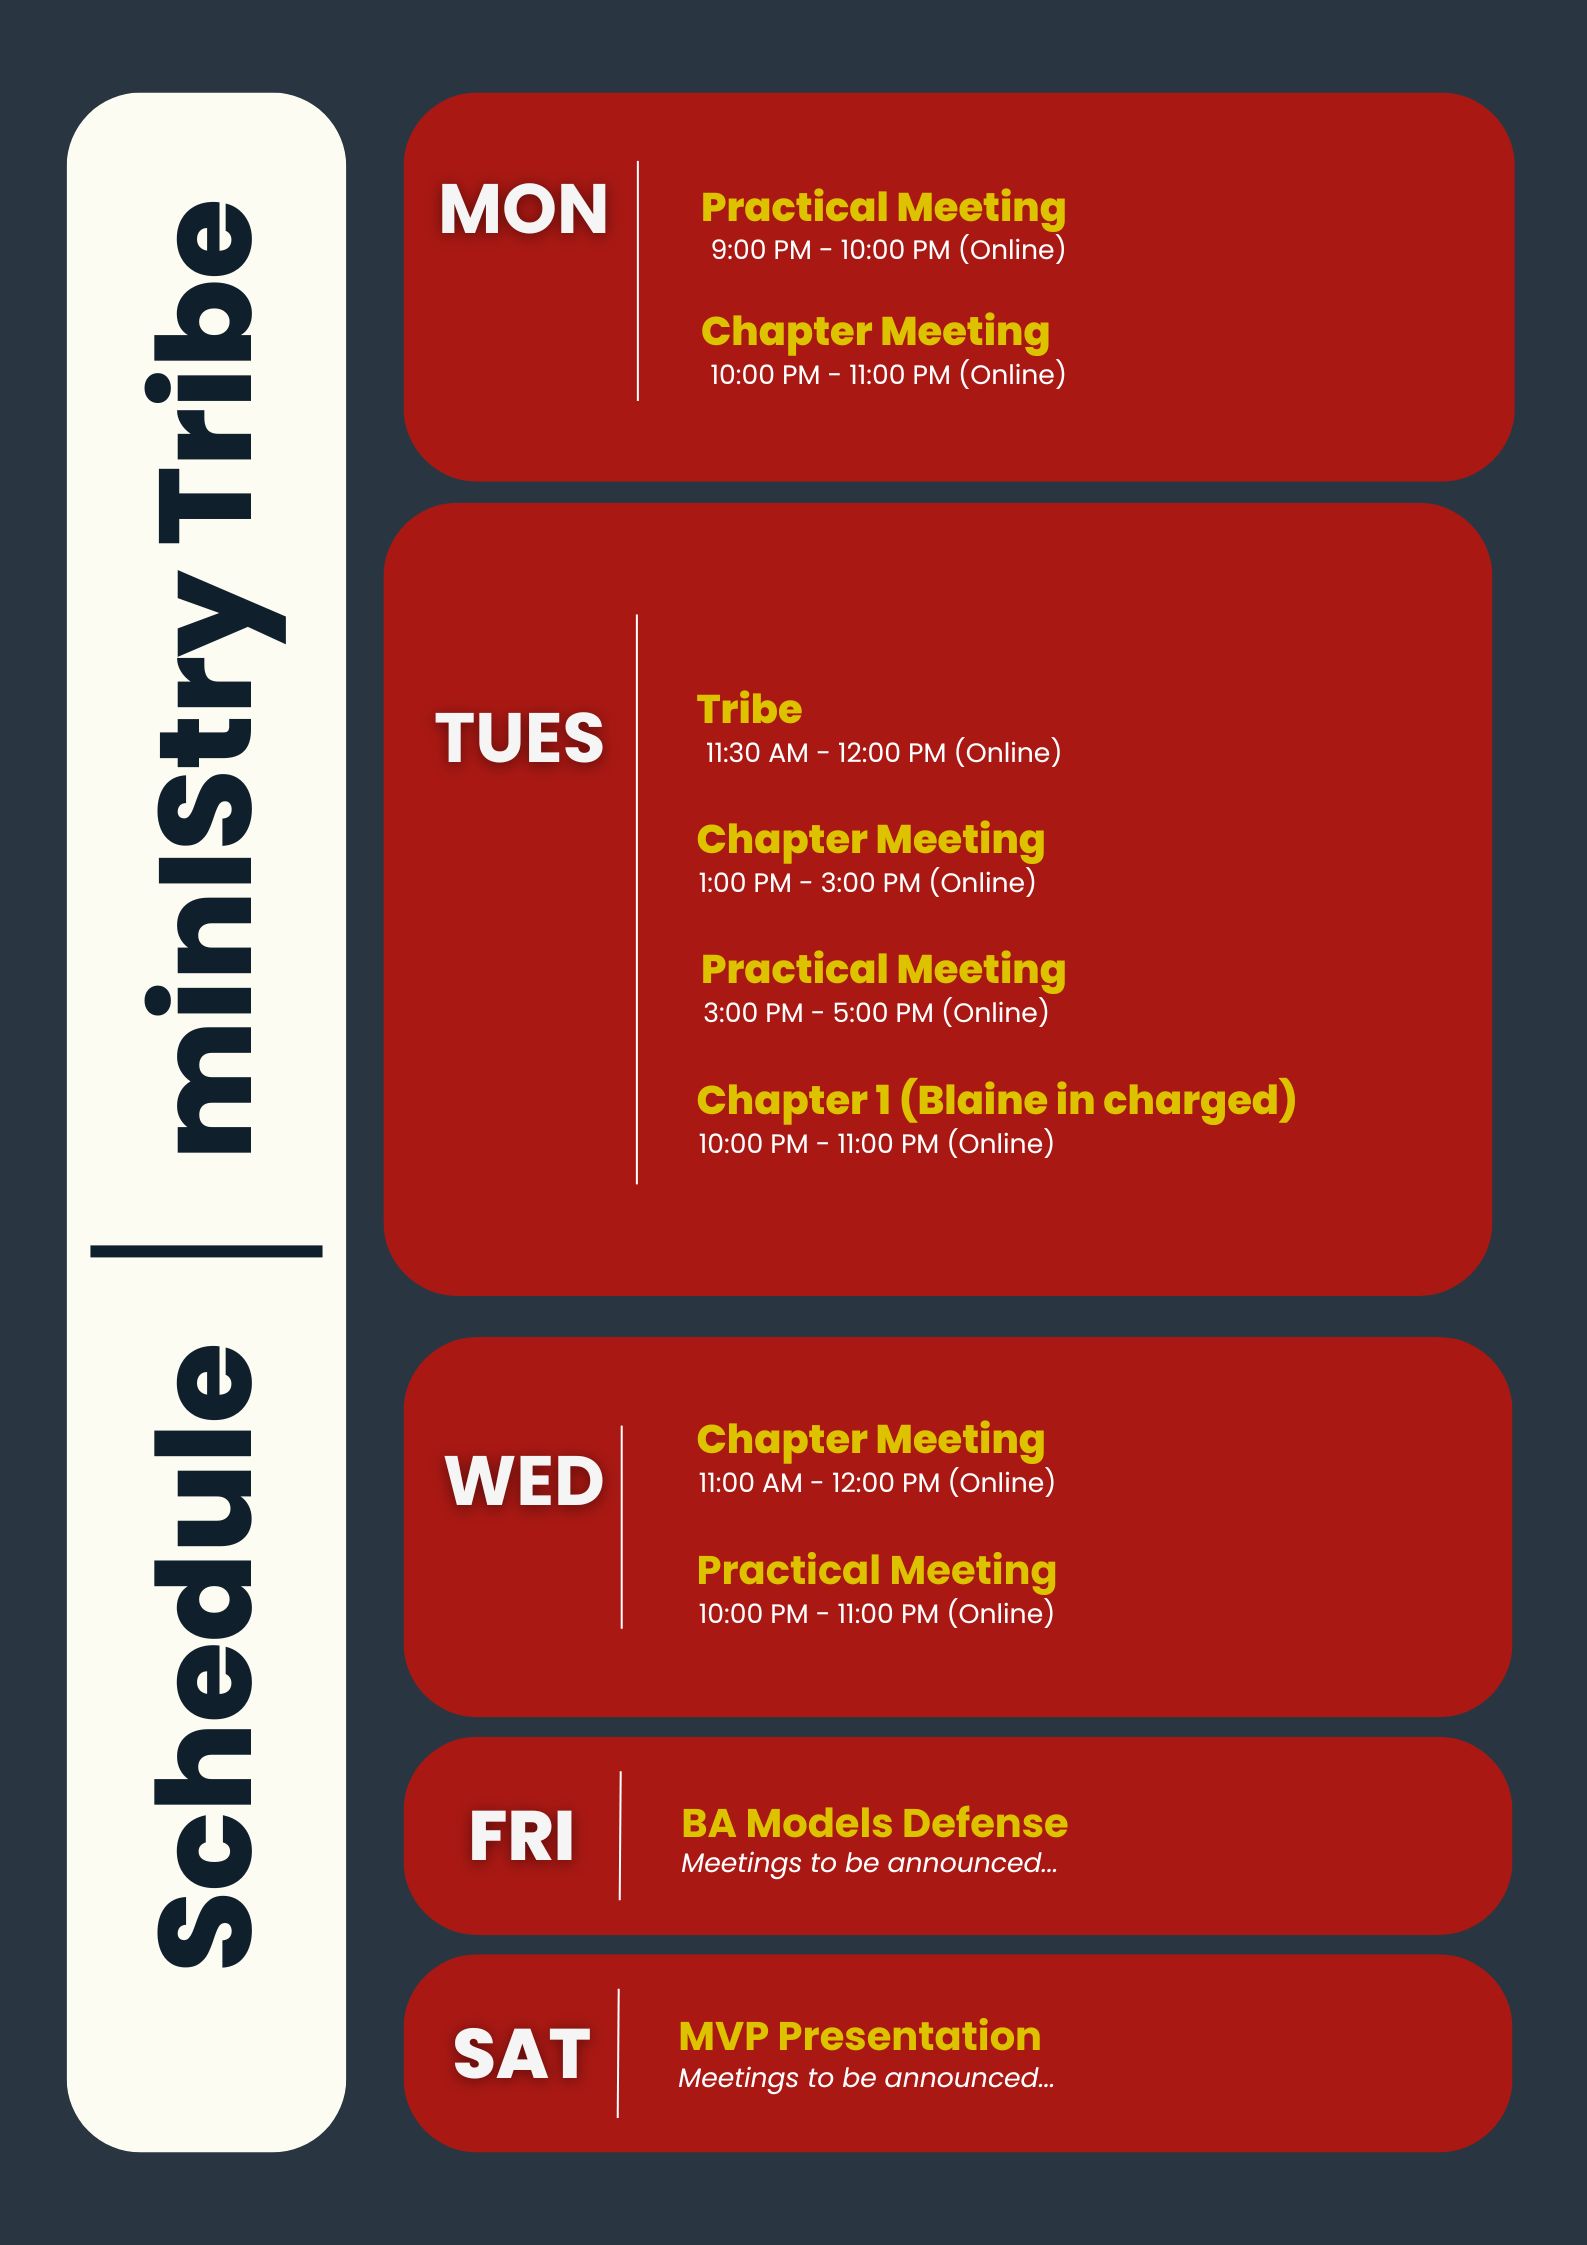 Schedule | minIStry Tribe
MON
Practical Meeting
9:00 PM - 10:00 PM (Online)
Chapter Meeting
10:00 PM - 11:00 PM (Online)
TUES
Tribe
11:30 AM - 12:00 PM (Online)
Chapter Meeting
1:00 PM - 3:00 PM (Online)
Practical Meeting
3:00 PM - 5:00 PM (Online)
Chapter 1 (Blaine in charged)
10:00 PM - 11:00 PM (Online)
WED
Chapter Meeting
11:00 AM - 12:00 PM (Online)
Practical Meeting
10:00 PM - 11:00 PM (Online)
FRI
BA Models Defense
Meetings to be announced...
SAT
MVP Presentation
Meetings to be announced...